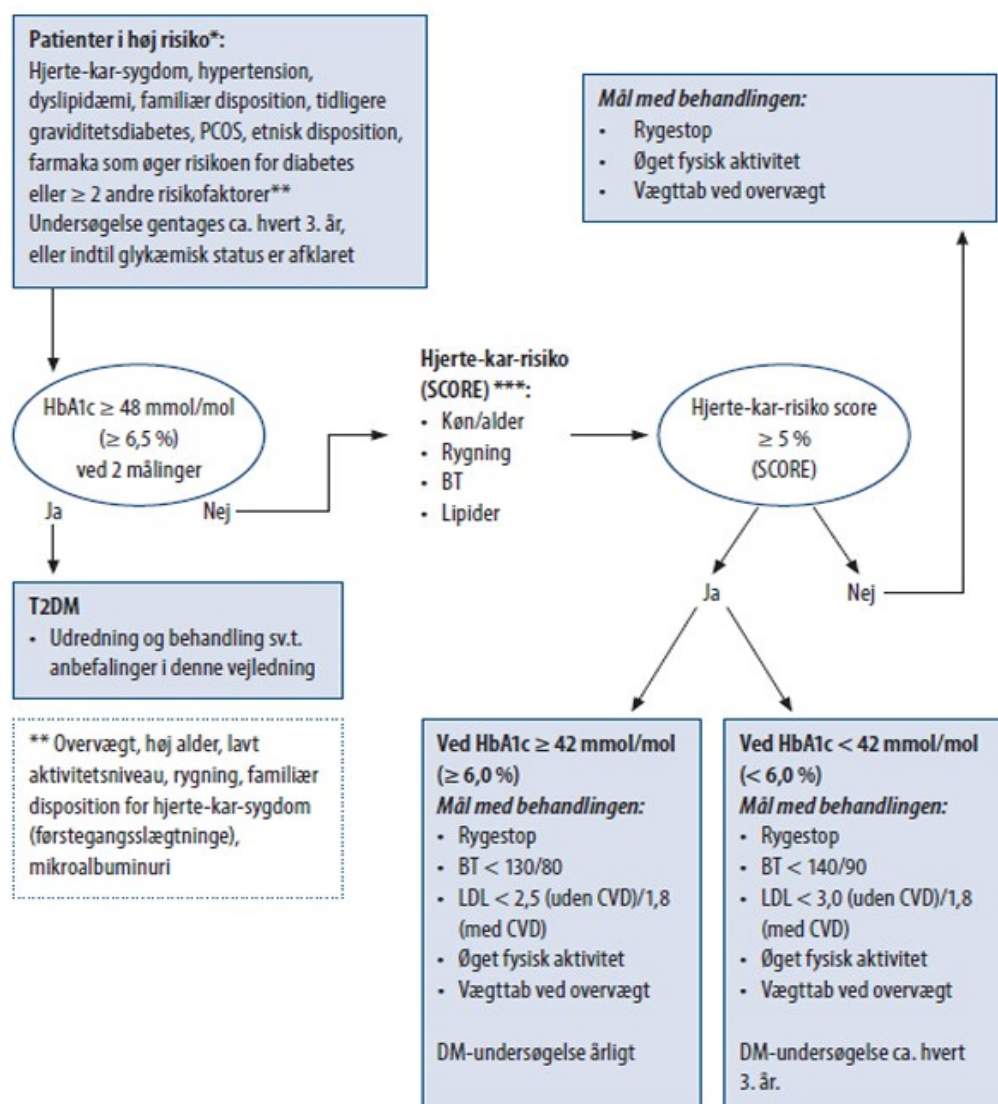 Patienter i høj risiko*:
Hjerte-kar-sygdom, hypertension,
dyslipidæmi, familiær disposition, tidligere
graviditetsdiabetes, PCOS, etnisk disposition,
farmaka som øger risikoen for diabetes
eller ≥ 2 andre risikofaktorer**
Undersøgelse gentages ca. hvert 3. år,
eller indtil glykæmisk status er afklaret
Mål med behandlingen:
• Rygestop
• Øget fysisk aktivitet
• Vægttab ved overvægt
HbA1c ≥ 48 mmol/mol
(≥ 6,5 %)
ved 2 målinger
Ja
Nej
Hjerte-kar-risiko
(SCORE) ***:
• Køn/alder
• Rygning
• BT
• Lipider
Hjerte-kar-risiko score
≥ 5 %
(SCORE)
Ja
Nej
T2DM
• Udredning og behandling sv.t.
anbefalinger i denne vejledning
** Overvægt, høj alder, lavt
aktivitetsniveau, rygning, familiær
disposition for hjerte-kar-sygdom
(førstegangsslægtninge),
mikroalbuminuri
Ved HbA1c ≥ 42 mmol/mol
(≥ 6,0 %)
Mål med behandlingen:
• Rygestop
• BT < 130/80
• LDL < 2,5 (uden CVD)/1,8
(med CVD)
• Øget fysisk aktivitet
• Vægttab ved overvægt
DM-undersøgelse årligt
Ved HbA1c < 42 mmol/mol
(< 6,0 %)
Mål med behandlingen:
• Rygestop
• BT < 140/90
• LDL < 3,0 (uden CVD)/1,8
(med CVD)
• Øget fysisk aktivitet
• Vægttab ved overvægt
DM-undersøgelse ca. hvert
3. år.